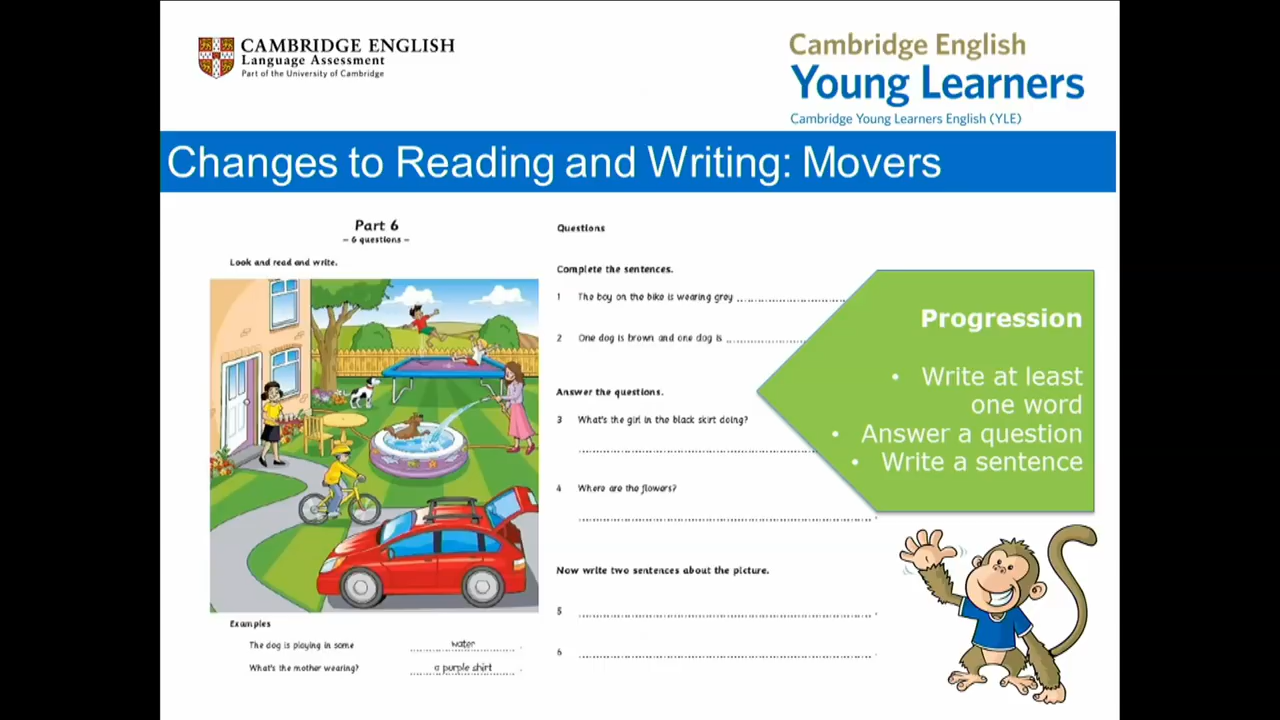 CAMBRIDGE ENGLISH
Language Assessment
Part of the University of Cambridge
Cambridge English
Young Learners
Cambridge Young Learners English (YLE)
Changes to Reading and Writing: Movers
Part 6
– 6 questions –
Look and read and write.
Examples
The dog is playing in some water.
What's the mother wearing? a purple shirt.
Questions
Complete the sentences.
1 The boy on the bike is wearing grey
2 One dog is brown and one dog is
Answer the questions.
3 What's the girl in the black skirt doing?
4 Where are the flowers?
Now write two sentences about the picture.
5
6
Progression
• Write at least
one word
• Answer a question
• Write a sentence